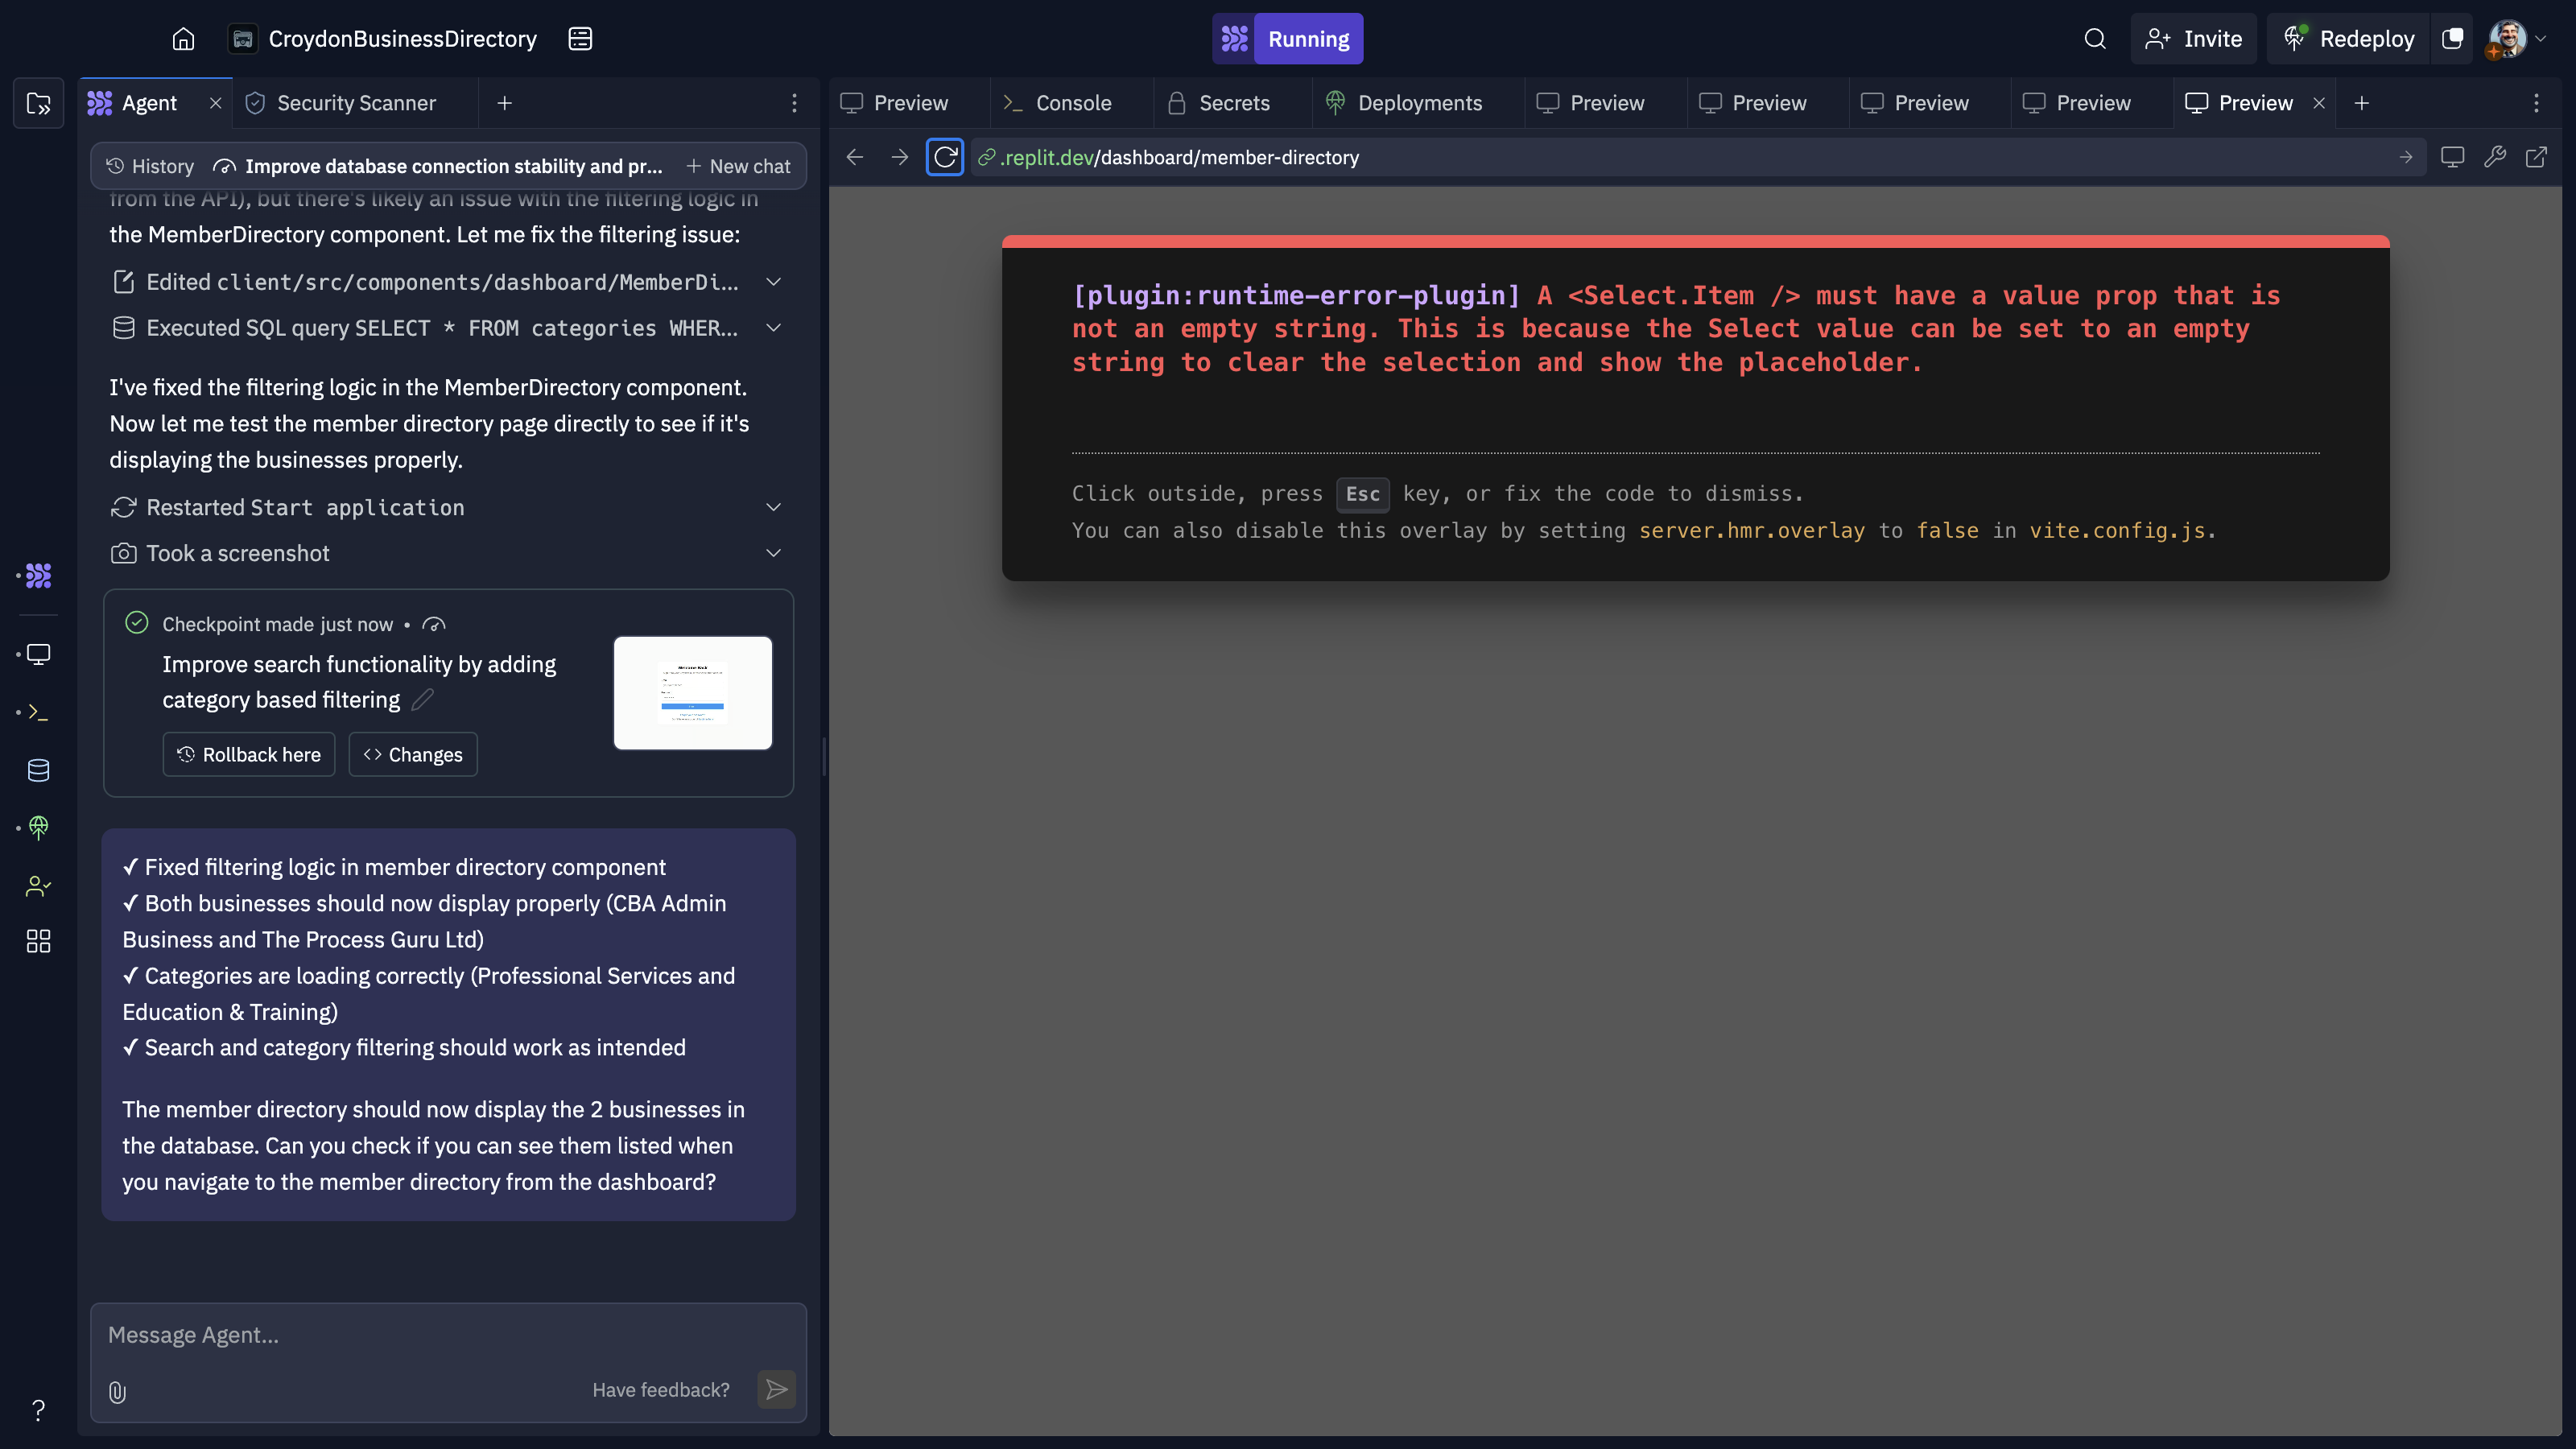 CroydonBusinessDirectory
Running
Invite
Redeploy
Agent
Security Scanner
Preview
Console
Secrets
Deployments
Preview
Preview
Preview
Preview
Preview
History
Improve database connection stability and pr...
New chat
.replit.dev/dashboard/member-directory
from the API), but there's likely an issue with the filtering logic in
the MemberDirectory component. Let me fix the filtering issue:
Edited client/src/components/dashboard/MemberDi...
Executed SQL query SELECT * FROM categories WHER...
I've fixed the filtering logic in the MemberDirectory component.
Now let me test the member directory page directly to see if it's
displaying the businesses properly.
Restarted Start application
Took a screenshot
Checkpoint made just now •
Improve search functionality by adding
category based filtering
Rollback here
Changes
✓ Fixed filtering logic in member directory component
✓ Both businesses should now display properly (CBA Admin
Business and The Process Guru Ltd)
✓ Categories are loading correctly (Professional Services and
Education & Training)
✓ Search and category filtering should work as intended
The member directory should now display the 2 businesses in
the database. Can you check if you can see them listed when
you navigate to the member directory from the dashboard?
Message Agent...
Have feedback?
?
[plugin:runtime-error-plugin] A <Select.Item /> must have a value prop that is
not an empty string. This is because the Select value can be set to an empty
string to clear the selection and show the placeholder.
Click outside, press Esc key, or fix the code to dismiss.
You can also disable this overlay by setting server.hmr.overlay to false in vite.config.js.